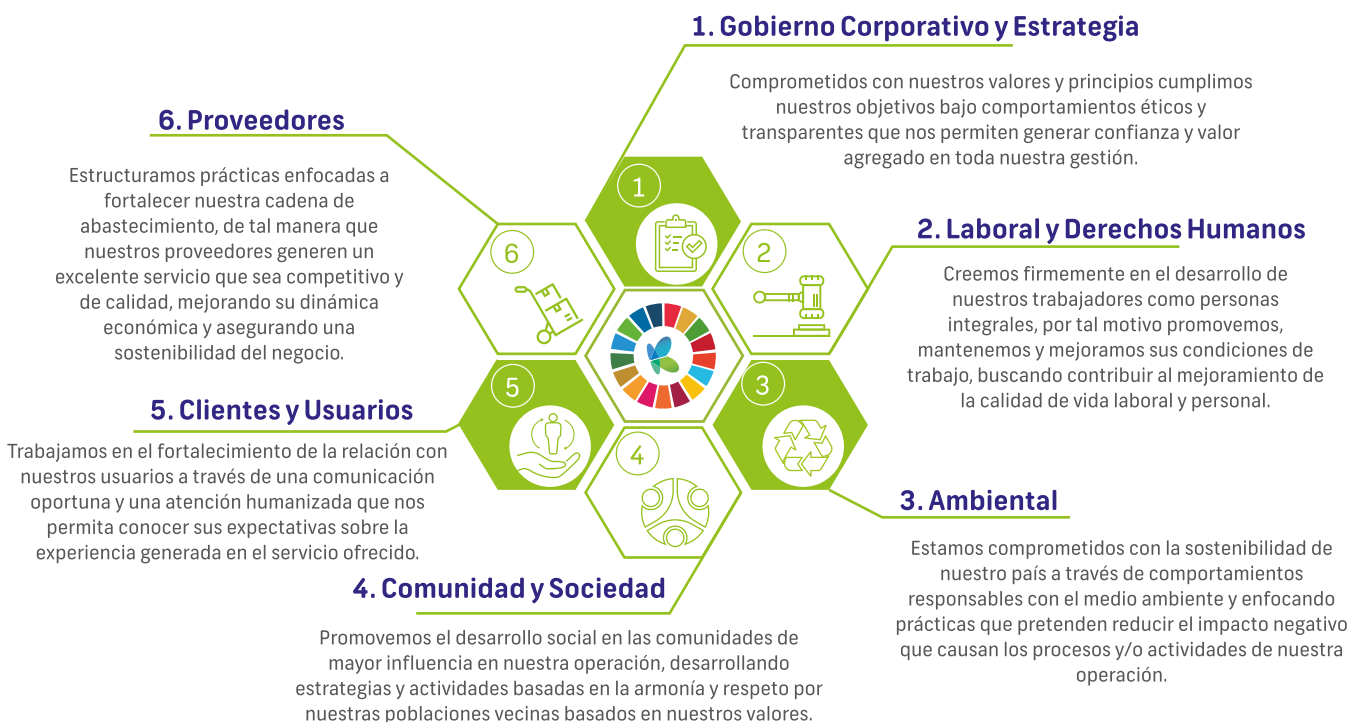 1. Gobierno Corporativo y Estrategia
Comprometidos con nuestros valores y principios cumplimos
nuestros objetivos bajo comportamientos éticos y
transparentes que nos permiten generar confianza y valor
agregado en toda nuestra gestión.
2. Laboral y Derechos Humanos
Creemos firmemente en el desarrollo de
nuestros trabajadores como personas
integrales, por tal motivo promovemos,
mantenemos y mejoramos sus condiciones de
trabajo, buscando contribuir al mejoramiento de
la calidad de vida laboral y personal.
3. Ambiental
Estamos comprometidos con la sostenibilidad de
nuestro país a través de comportamientos
responsables con el medio ambiente y enfocando
prácticas que pretenden reducir el impacto negativo
que causan los procesos y/o actividades de nuestra
operación.
4. Comunidad y Sociedad
Promovemos el desarrollo social en las comunidades de
mayor influencia en nuestra operación, desarrollando
estrategias y actividades basadas en la armonía y respeto por
nuestras poblaciones vecinas basados en nuestros valores.
5. Clientes y Usuarios
Trabajamos en el fortalecimiento de la relación con
nuestros usuarios a través de una comunicación
oportuna y una atención humanizada que nos
permita conocer sus expectativas sobre la
experiencia generada en el servicio ofrecido.
6. Proveedores
Estructuramos prácticas enfocadas a
fortalecer nuestra cadena de
abastecimiento, de tal manera que
nuestros proveedores generen un
excelente servicio que sea competitivo y
de calidad, mejorando su dinámica
económica y asegurando una
sostenibilidad del negocio.
1
2
3
4
5
6